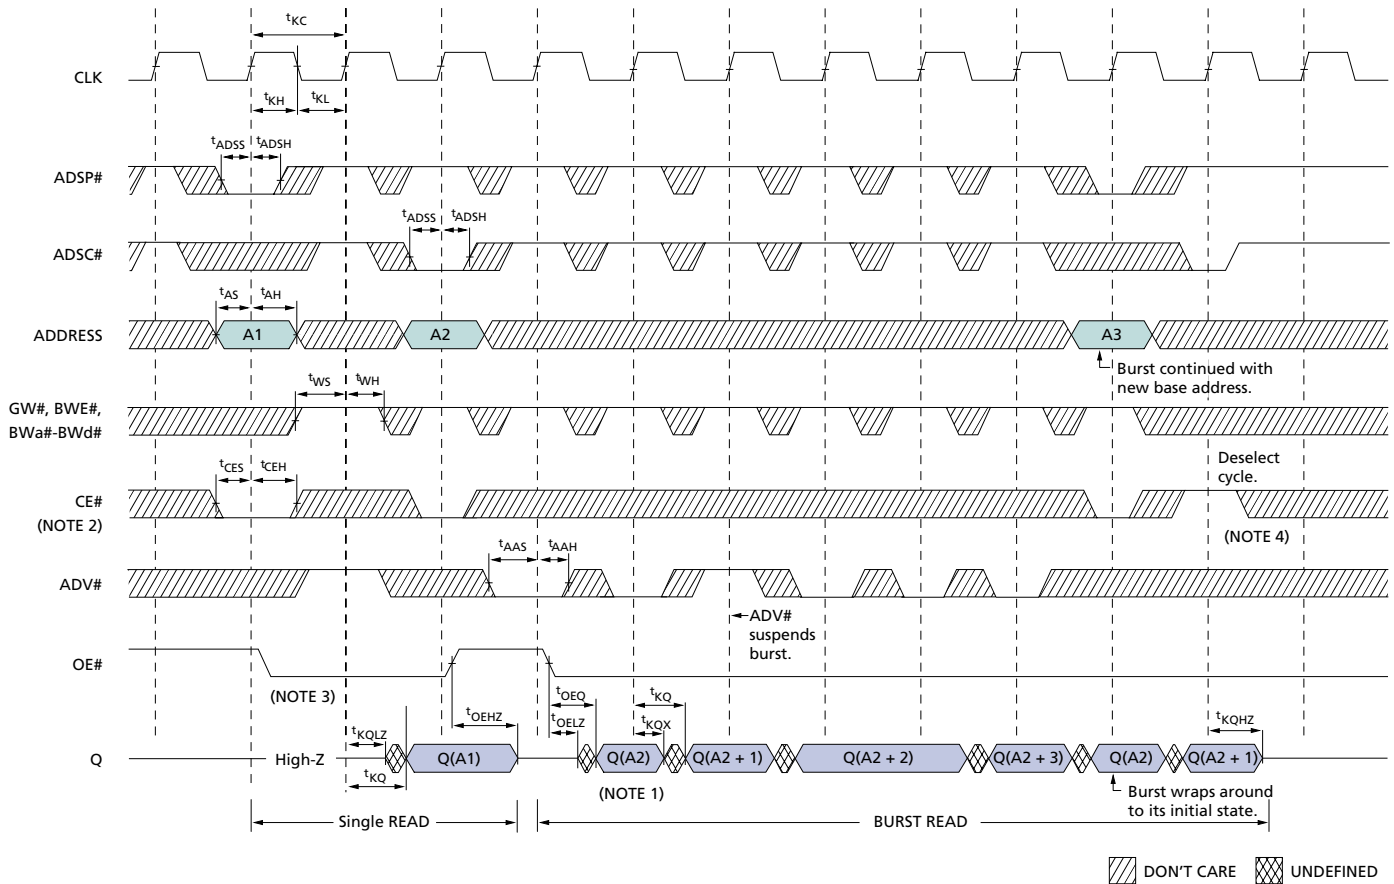 tKC
CLK
tKH
tKL
tADSS
tADSH
ADSP#
tADSS
tADSH
ADSC#
tAS
tAH
ADDRESS
A1
A2
A3
Burst continued with
new base address.
tWS
tWH
GW#, BWE#,
BWa#-BWd#
Deselect
cycle.
tCES
tCEH
CE#
(NOTE 2)
(NOTE 4)
tAAS
tAAH
ADV#
ADV#
suspends
burst.
OE#
(NOTE 3)
tOEHZ
tOEQ
tOELZ
tKQ
tKQX
tKQHZ
tKQLZ
Q
High-Z
Q(A1)
Q(A2)
Q(A2 + 1)
Q(A2 + 2)
Q(A2 + 3)
Q(A2)
Q(A2 + 1)
tKQ
(NOTE 1)
Burst wraps around
to its initial state.
Single READ
BURST READ
DON'T CARE
UNDEFINED